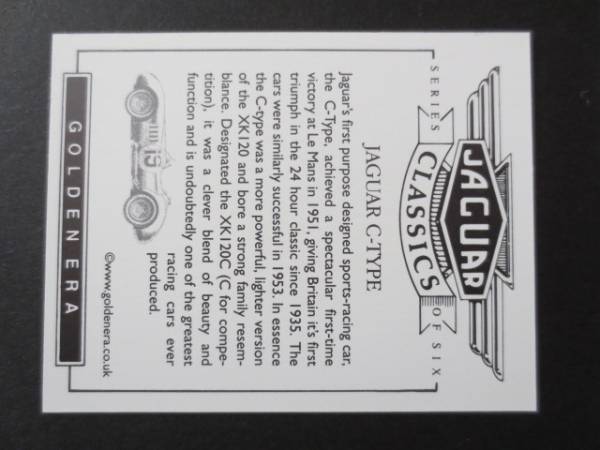 JAGUAR
SERIES CLASSICS OF SIX
JAGUAR C-TYPE
Jaguar's first purpose designed sports-racing car,
the C-Type, achieved a spectacular first-time
victory at Le Mans in 1951, giving Britain it's first
triumph in the 24 hour classic since 1935. The
cars were similarly successful in 1953. In essence
the C-type was a more powerful, lighter version
of the XK120 and bore a strong family resem-
blance. Designated the XK120C (C for compe-
tition), it was a clever blend of beauty and
function and is undoubtedly one of the greatest
racing cars ever
produced.
15
©www.goldenera.co.uk
GOLDEN ERA